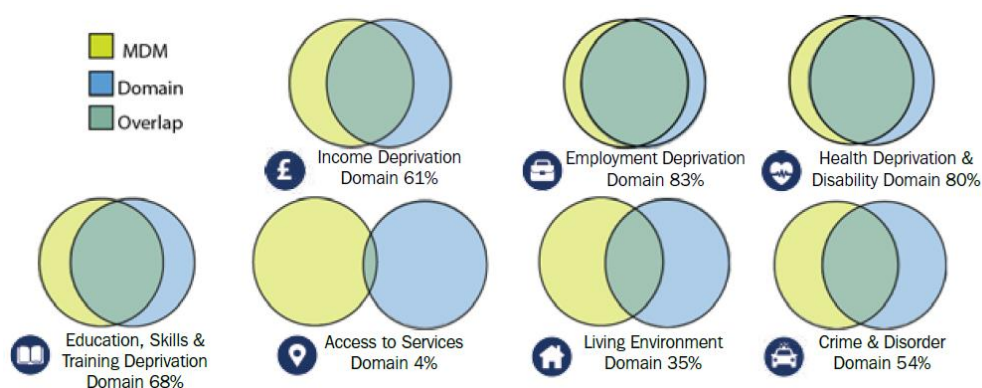 MDM
Domain
Overlap
£
Income Deprivation
Domain 61%
Employment Deprivation
Domain 83%
Health Deprivation &
Disability Domain 80%
Education, Skills &
Training Deprivation
Domain 68%
Access to Services
Domain 4%
Living Environment
Domain 35%
Crime & Disorder
Domain 54%